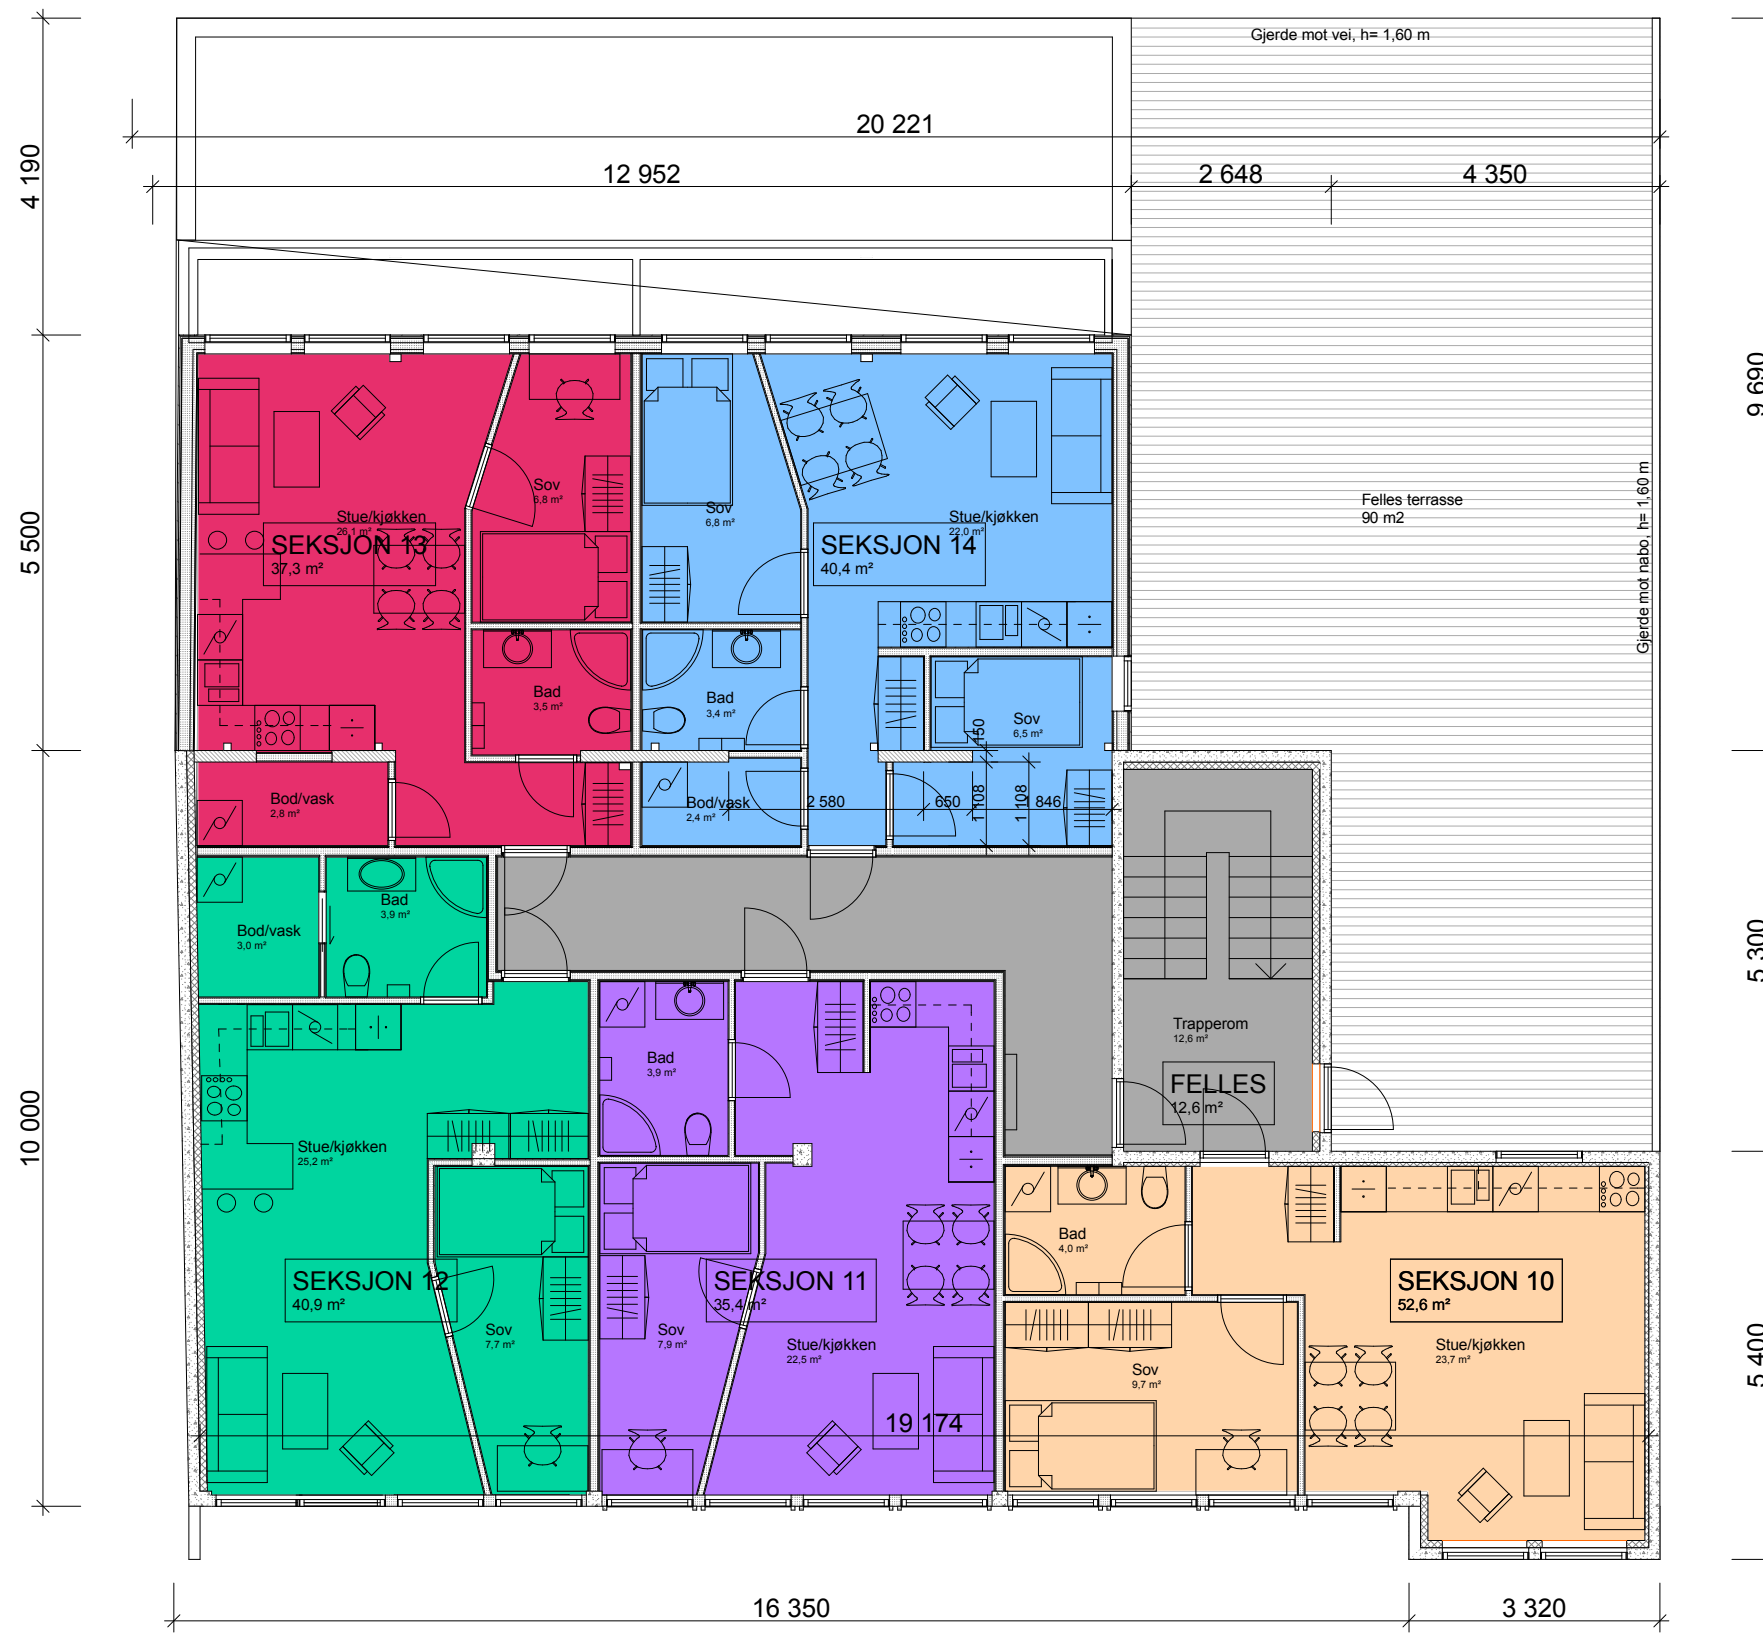 Gjerde mot vei, h= 1,60 m
20 221
12 952
2 648
4 350
4 190
9 690
5 500
5 300
10 000
5 400
Gjerde mot nabo, h= 1,60 m
Felles terrasse
90 m2
Stue/kjøkken
26,1 m²
SEKSJON 13
37,3 m²
Sov
6,8 m²
Bad
3,5 m²
Bod/vask
2,8 m²
Sov
6,8 m²
Stue/kjøkken
22,0 m²
SEKSJON 14
40,4 m²
Bad
3,4 m²
Sov
6,5 m²
150
Bod/vask
2,4 m²
2 580
650
1 108
1 108
1 846
Bod/vask
3,0 m²
Bad
3,9 m²
Stue/kjøkken
25,2 m²
SEKSJON 12
40,9 m²
Sov
7,7 m²
Bad
3,9 m²
SEKSJON 11
35,4 m²
Sov
7,9 m²
Stue/kjøkken
22,5 m²
Trapperom
12,6 m²
FELLES
12,6 m²
Bad
4,0 m²
SEKSJON 10
52,6 m²
Stue/kjøkken
23,7 m²
Sov
9,7 m²
19 174
16 350
3 320